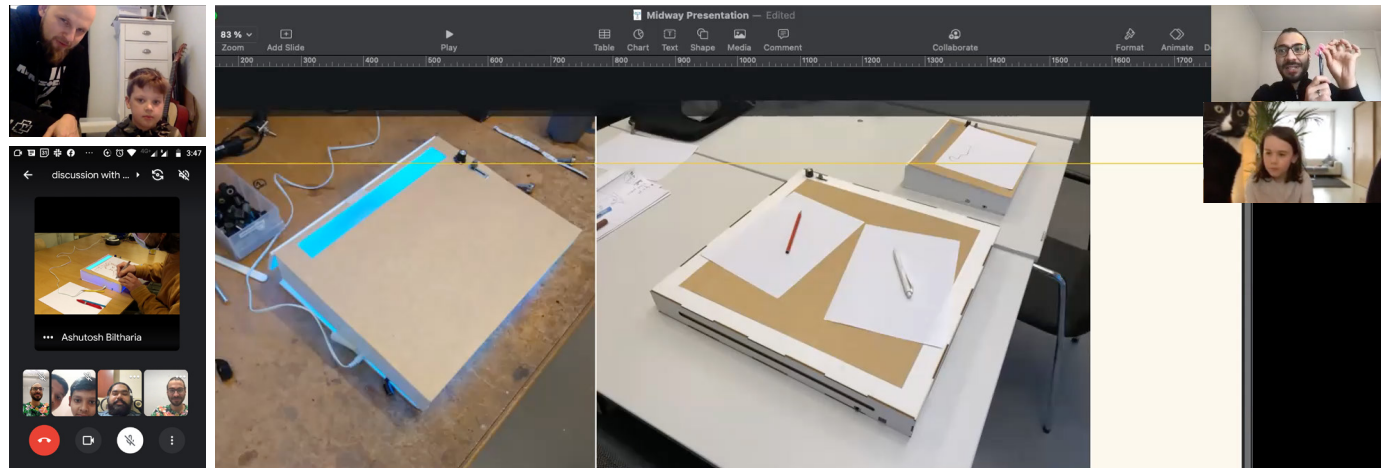 Midway Presentation — Edited
83 %
Zoom
Add Slide
Play
Table
Chart
Text
Shape
Media
Comment
Collaborate
Format
Animate
200
300
400
500
600
700
800
900
1000
1100
1200
1300
1400
1500
1600
1700
3:47
discussion with ...
••• Ashutosh Biltharia